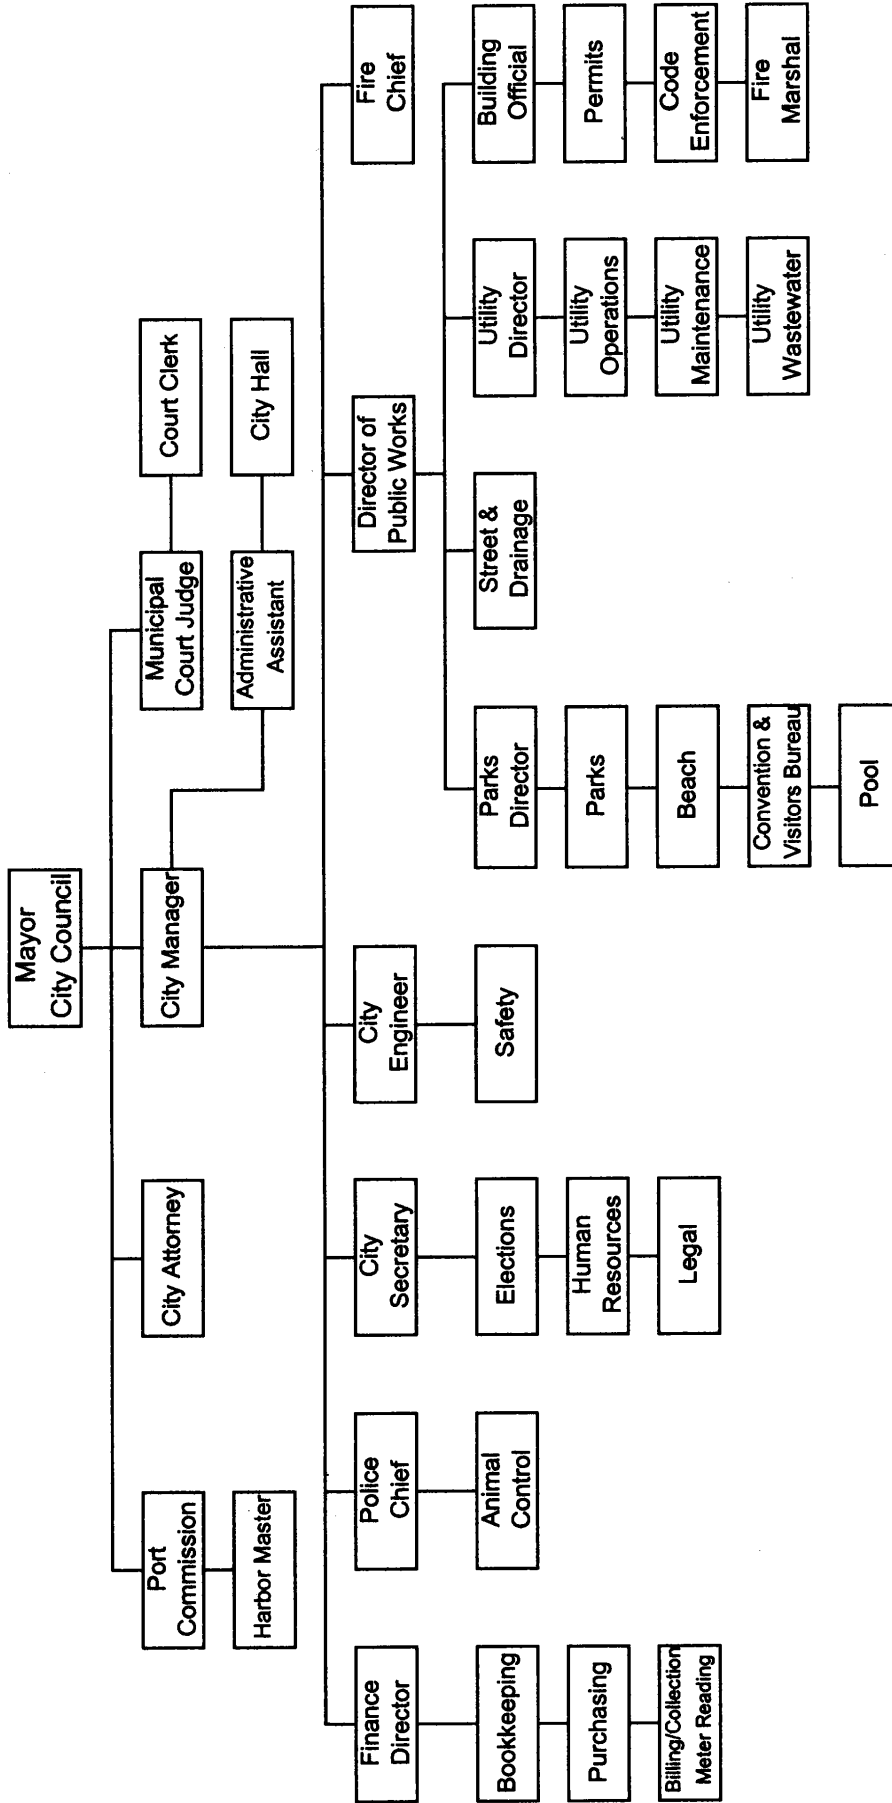 Mayor
City Council
Port
Commission
City Attorney
City Manager
Municipal
Court Judge
Court Clerk
Harbor Master
Administrative
Assistant
City Hall
Finance
Director
Police
Chief
City
Secretary
City
Engineer
Director of
Public Works
Fire
Chief
Bookkeeping
Animal
Control
Elections
Safety
Parks
Director
Street &
Drainage
Utility
Director
Building
Official
Purchasing
Human
Resources
Parks
Utility
Operations
Permits
Billing/Collection
Meter Reading
Legal
Beach
Utility
Maintenance
Code
Enforcement
Convention &
Visitors Bureau
Utility
Wastewater
Fire
Marshal
Pool